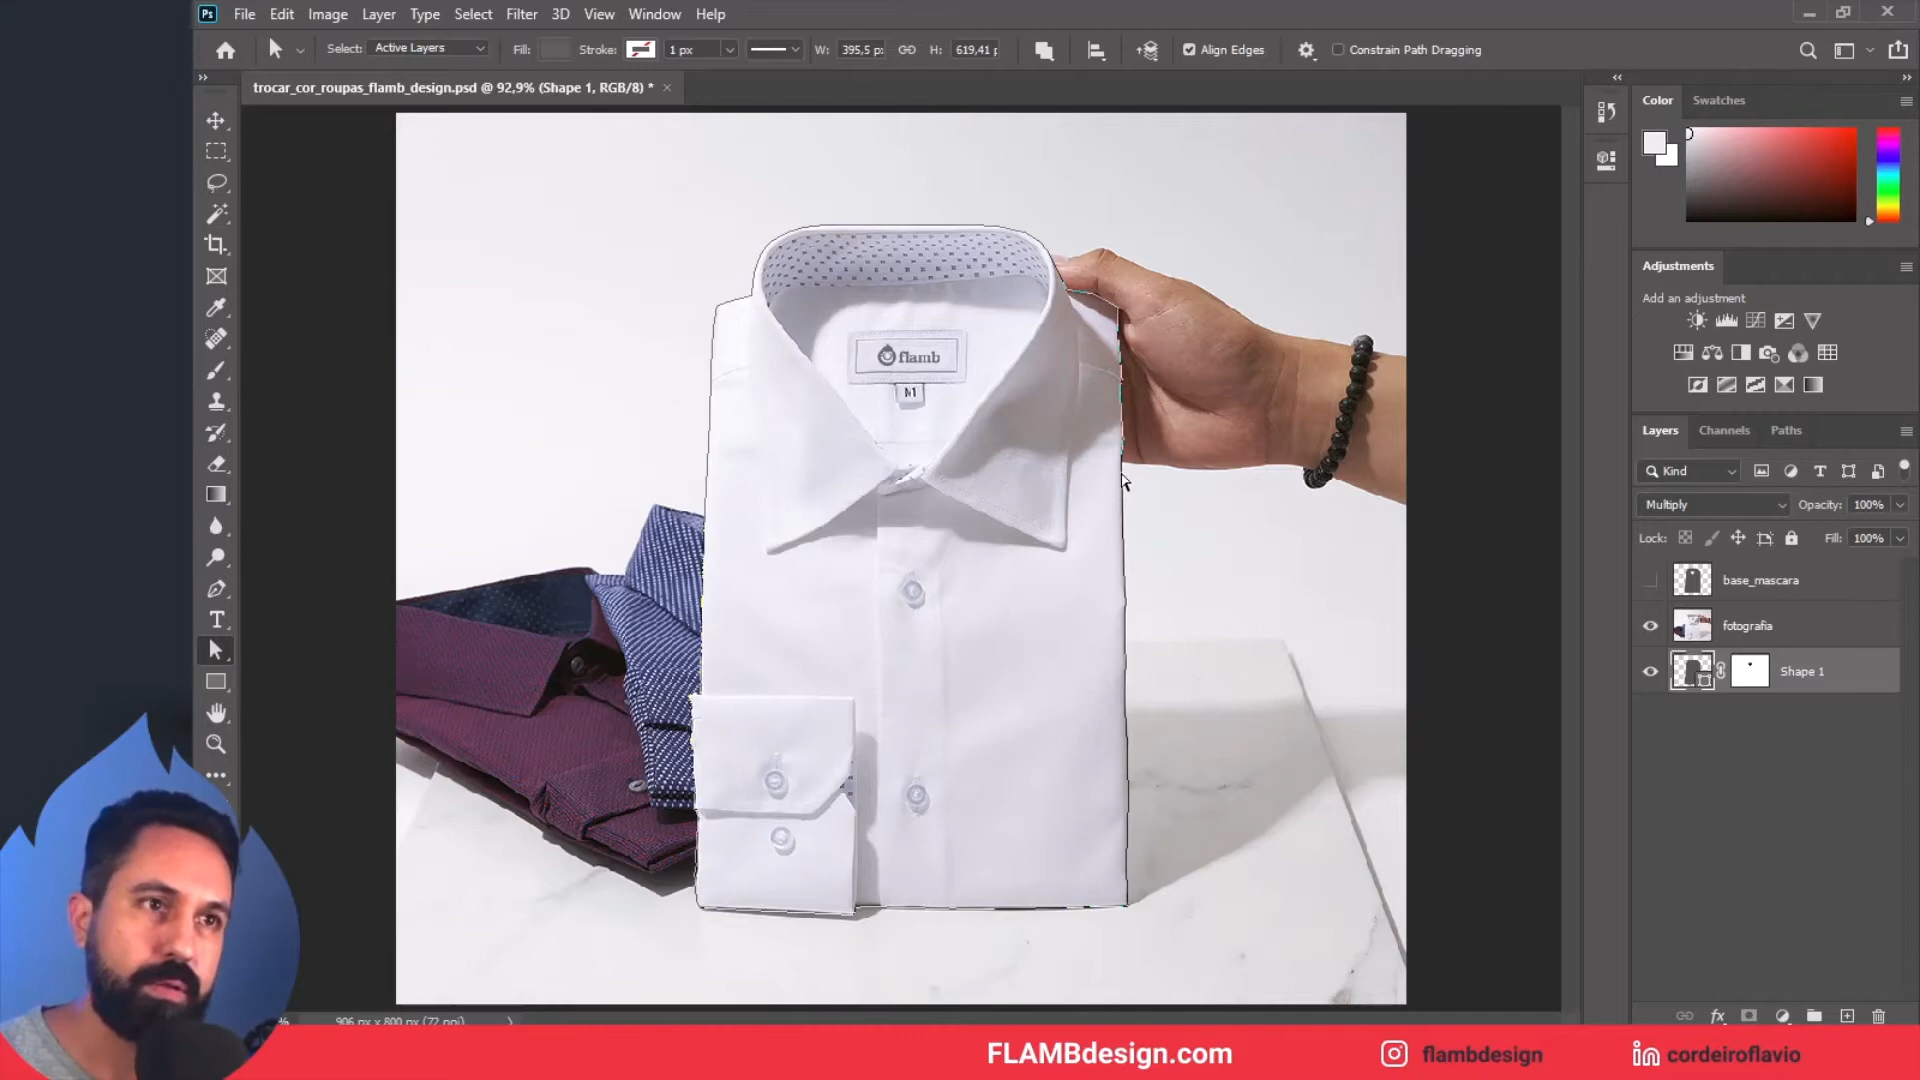 Ps File Edit Image Layer Type Select Filter 3D View Window Help
Select: Active Layers Fill: Stroke: 1 px W: 395,5 px H: 619,41 Align Edges Constrain Path Dragging
trocar_cor_roupas_flamb_design.psd @ 92,9% (Shape 1, RGB/8) *
Color Swatches
Adjustments
Add an adjustment
flamb
N1
Layers Channels Paths
Kind
Multiply Opacity: 100%
Lock: Fill: 100%
base_mascara
fotografia
Shape 1
906 px x 800 px (72 ppi)
FLAMBdesign.com flambdesign cordeiroflavio